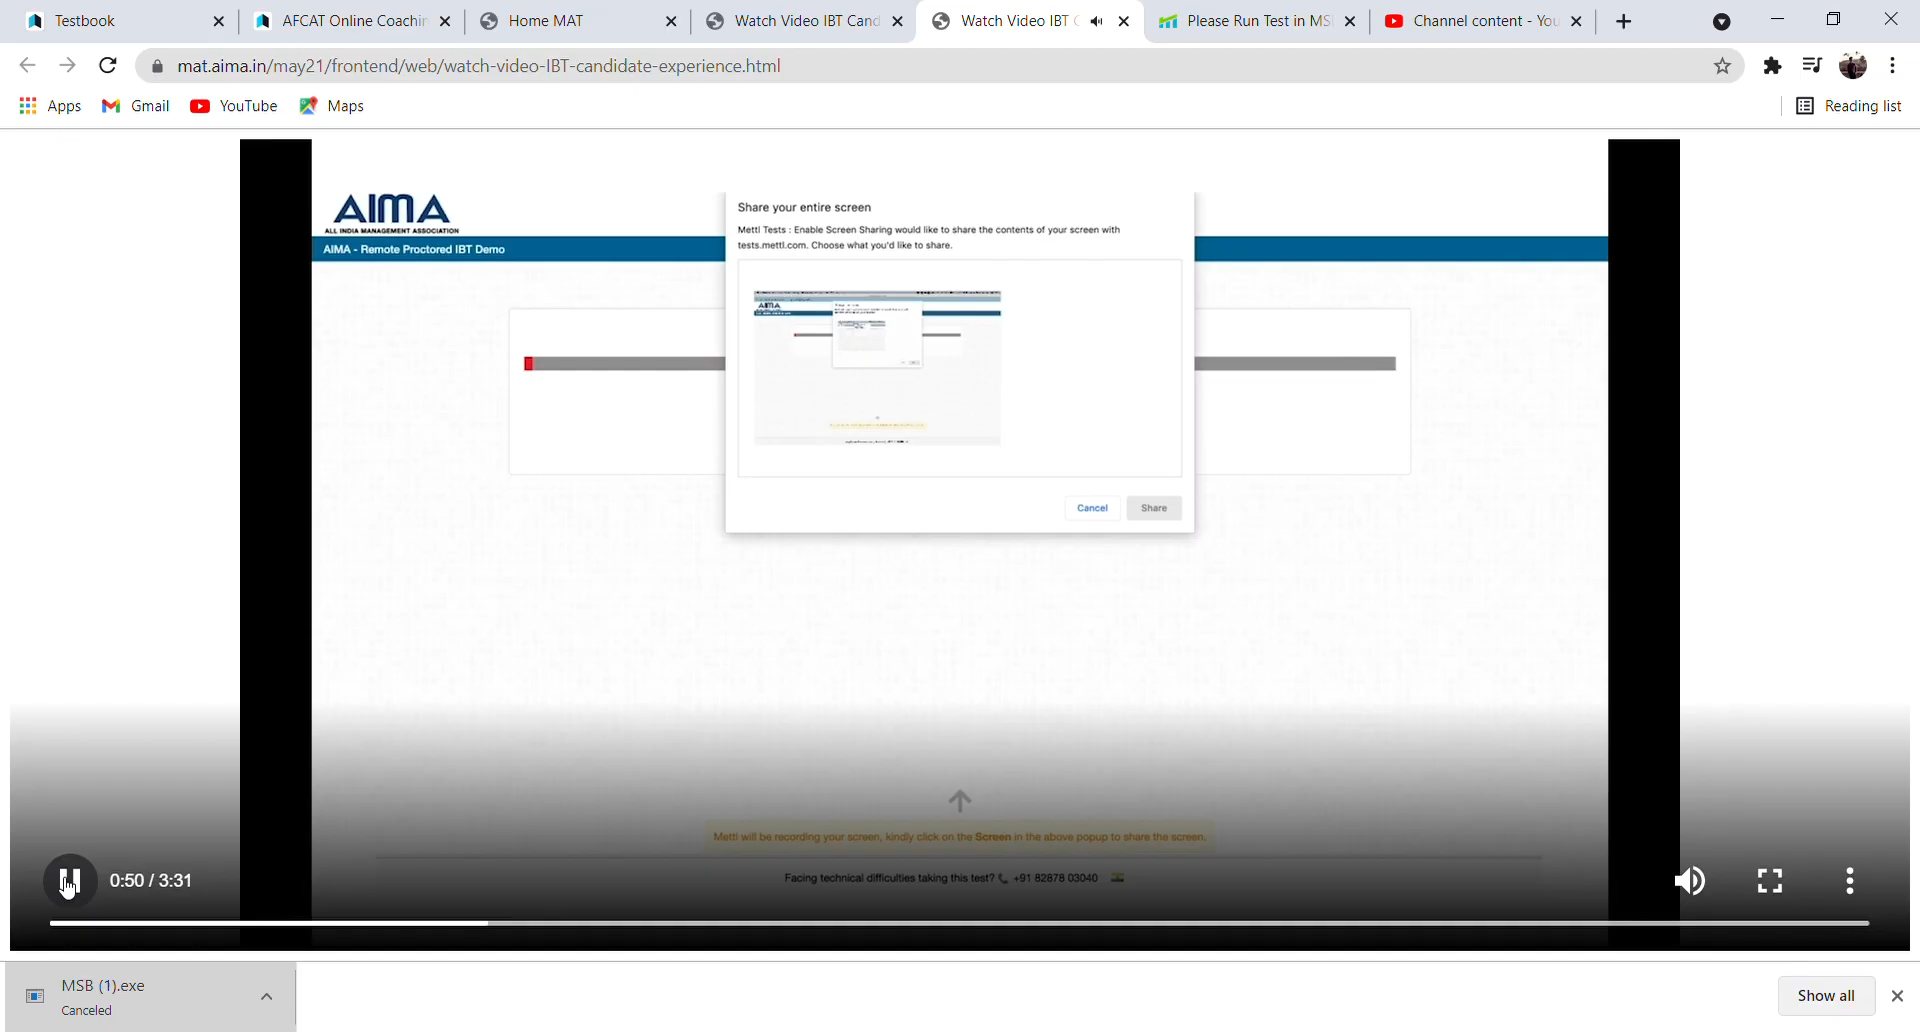 Testbook
AFCAT Online Coachin
Home MAT
Watch Video IBT Cand
Watch Video IBT C
Please Run Test in MS
Channel content - You
mat.aima.in/may21/frontend/web/watch-video-IBT-candidate-experience.html
Apps
Gmail
YouTube
Maps
Reading list
AIMA
ALL INDIA MANAGEMENT ASSOCIATION
AIMA - Remote Proctored IBT Demo
Share your entire screen
Mettl Tests : Enable Screen Sharing would like to share the contents of your screen with
tests.mettl.com. Choose what you'd like to share.
AIMA
Cancel
Share
Mettl will be recording your screen, kindly click on the Screen in the above popup to share the screen.
0:50 / 3:31
Facing technical difficulties taking this test? +91 82878 03040
MSB (1).exe
Canceled
Show all